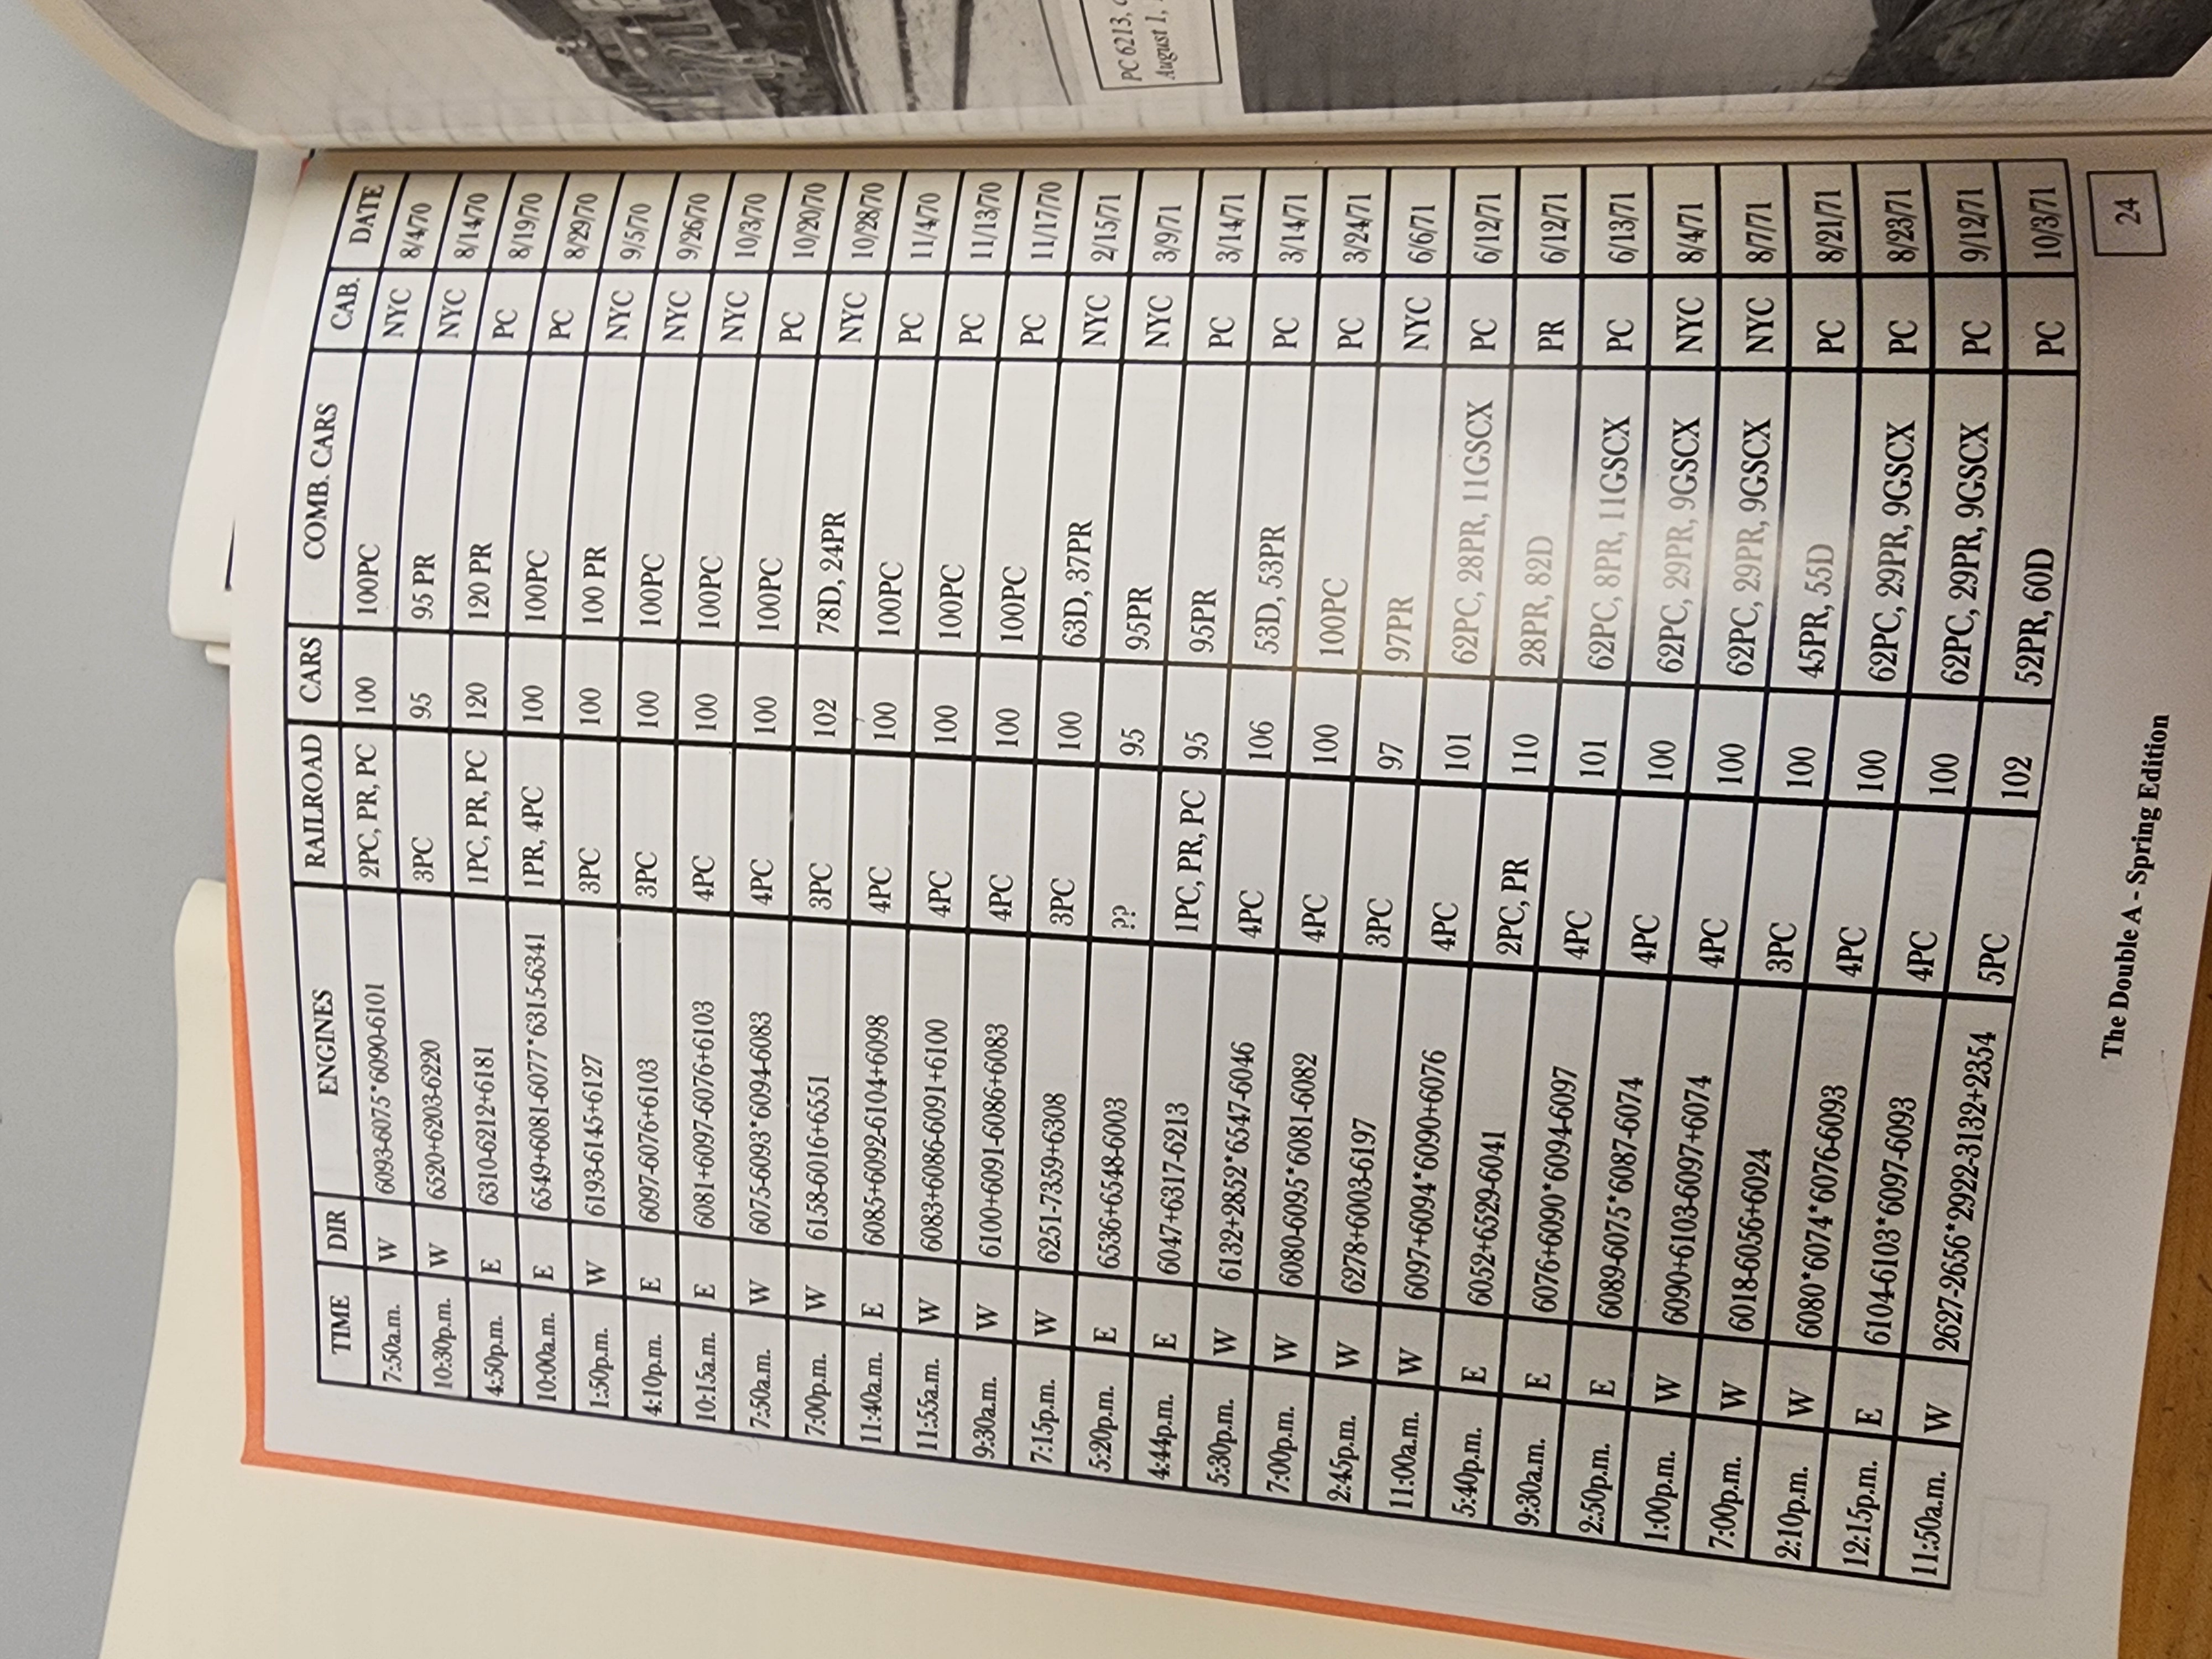 TIME DIR ENGINES RAILROAD CARS COMB. CARS CAB. DATE
7:50a.m. W 6093-6075*6090-6101 2PC, PR, PC 100 100PC NYC 8/4/70
10:30p.m. W 6520+6203-6220 3PC 95 95 PR NYC 8/14/70
4:50p.m. E 6310-6212+6181 1PC, PR, PC 120 120 PR PC 8/19/70
10:00a.m. E 6549+6081-6077*6315-6341 1PR, 4PC 100 100PC PC 8/29/70
1:50p.m. W 6193-6145+6127 3PC 100 100 PR NYC 9/5/70
4:10p.m. E 6097-6076+6103 3PC 100 100PC NYC 9/26/70
10:15a.m. E 6081+6097-6076+6103 4PC 100 100PC NYC 10/3/70
7:50a.m. W 6075-6093*6094-6083 4PC 100 100PC PC 10/20/70
7:00p.m. W 6158-6016+6551 3PC 102 78D, 24PR NYC 10/28/70
11:40a.m. E 6085+6092-6104+6098 4PC 100 100PC PC 11/4/70
11:55a.m. W 6083+6086-6091+6100 4PC 100 100PC PC 11/13/70
9:30a.m. W 6100+6091-6086+6083 4PC 100 100PC PC 11/17/70
7:15p.m. W 6251-7359+6308 3PC 100 63D, 37PR NYC 2/15/71
5:20p.m. E 6536+6548-6003 ?? 95 95PR NYC 3/9/71
4:44p.m. E 6047+6317-6213 1PC, PR, PC 95 95PR PC 3/14/71
5:30p.m. W 6132+2852*6547-6046 4PC 106 53D, 53PR PC 3/14/71
7:00p.m. W 6080-6095*6081-6082 4PC 100 100PC PC 3/24/71
2:45p.m. W 6278+6003-6197 3PC 97 97PR NYC 6/6/71
11:00a.m. W 6097+6094*6090+6076 4PC 101 62PC, 28PR, 11GSCX PC 6/12/71
5:40p.m. E 6052+6529-6041 2PC, PR 110 28PR, 82D PR 6/12/71
9:30a.m. E 6076+6090*6094-6097 4PC 101 62PC, 8PR, 11GSCX PC 6/13/71
2:50p.m. E 6089-6075*6087-6074 4PC 100 62PC, 29PR, 9GSCX NYC 8/4/71
1:00p.m. W 6090+6103-6097+6074 4PC 100 62PC, 29PR, 9GSCX NYC 8/7/71
7:00p.m. W 6018-6056+6024 3PC 100 45PR, 55D PC 8/21/71
2:10p.m. W 6080*6074*6076-6093 4PC 100 62PC, 29PR, 9GSCX PC 8/23/71
12:15p.m. E 6104-6103*6097-6093 4PC 100 62PC, 29PR, 9GSCX PC 9/12/71
11:50a.m. W 2627-2656*2922-3132+2354 5PC 102 52PR, 60D PC 10/3/71
The Double A - Spring Edition
24
PC 6213,
August 1,